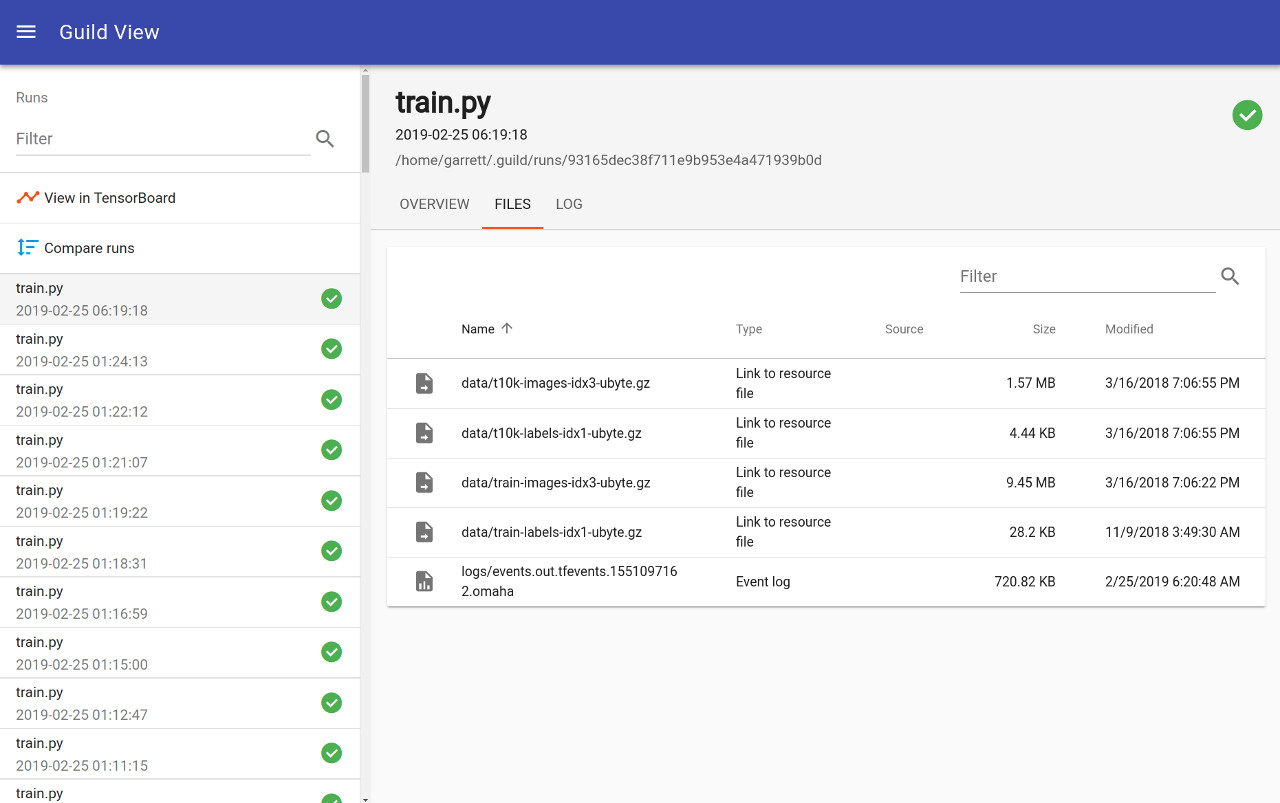 Guild View
Runs
Filter
View in TensorBoard
Compare runs
train.py
2019-02-25 06:19:18
train.py
2019-02-25 01:24:13
train.py
2019-02-25 01:22:12
train.py
2019-02-25 01:21:07
train.py
2019-02-25 01:19:22
train.py
2019-02-25 01:18:31
train.py
2019-02-25 01:16:59
train.py
2019-02-25 01:15:00
train.py
2019-02-25 01:12:47
train.py
2019-02-25 01:11:15
train.py
train.py
2019-02-25 06:19:18
/home/garrett/.guild/runs/93165dec38f711e9b953e4a471939b0d
OVERVIEW FILES LOG
Filter
Name Type Source Size Modified
data/t10k-images-idx3-ubyte.gz Link to resource 1.57 MB 3/16/2018 7:06:55 PM
file
data/t10k-labels-idx1-ubyte.gz Link to resource 4.44 KB 3/16/2018 7:06:55 PM
file
data/train-images-idx3-ubyte.gz Link to resource 9.45 MB 3/16/2018 7:06:22 PM
file
data/train-labels-idx1-ubyte.gz Link to resource 28.2 KB 11/9/2018 3:49:30 AM
file
logs/events.out.tfevents.155109716 Event log 720.82 KB 2/25/2019 6:20:48 AM
2.omaha